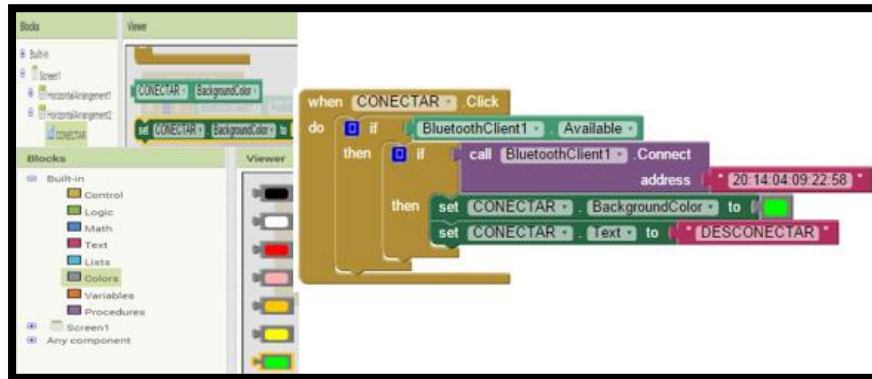 Blocks
Viewer
Built-in
Screen1
HorizontalArrangement1
HorizontalArrangement2
CONECTAR
CONECTAR . BackgroundColor
set CONECTAR . BackgroundColor to
Blocks
Viewer
Built-in
Control
Logic
Math
Text
Lists
Colors
Variables
Procedures
Screen1
Any component
when CONECTAR .Click
do if BluetoothClient1 . Available
then if call BluetoothClient1 .Connect
address " 20:14:04:09:22:58 "
then set CONECTAR . BackgroundColor to
set CONECTAR . Text to " DESCONECTAR "